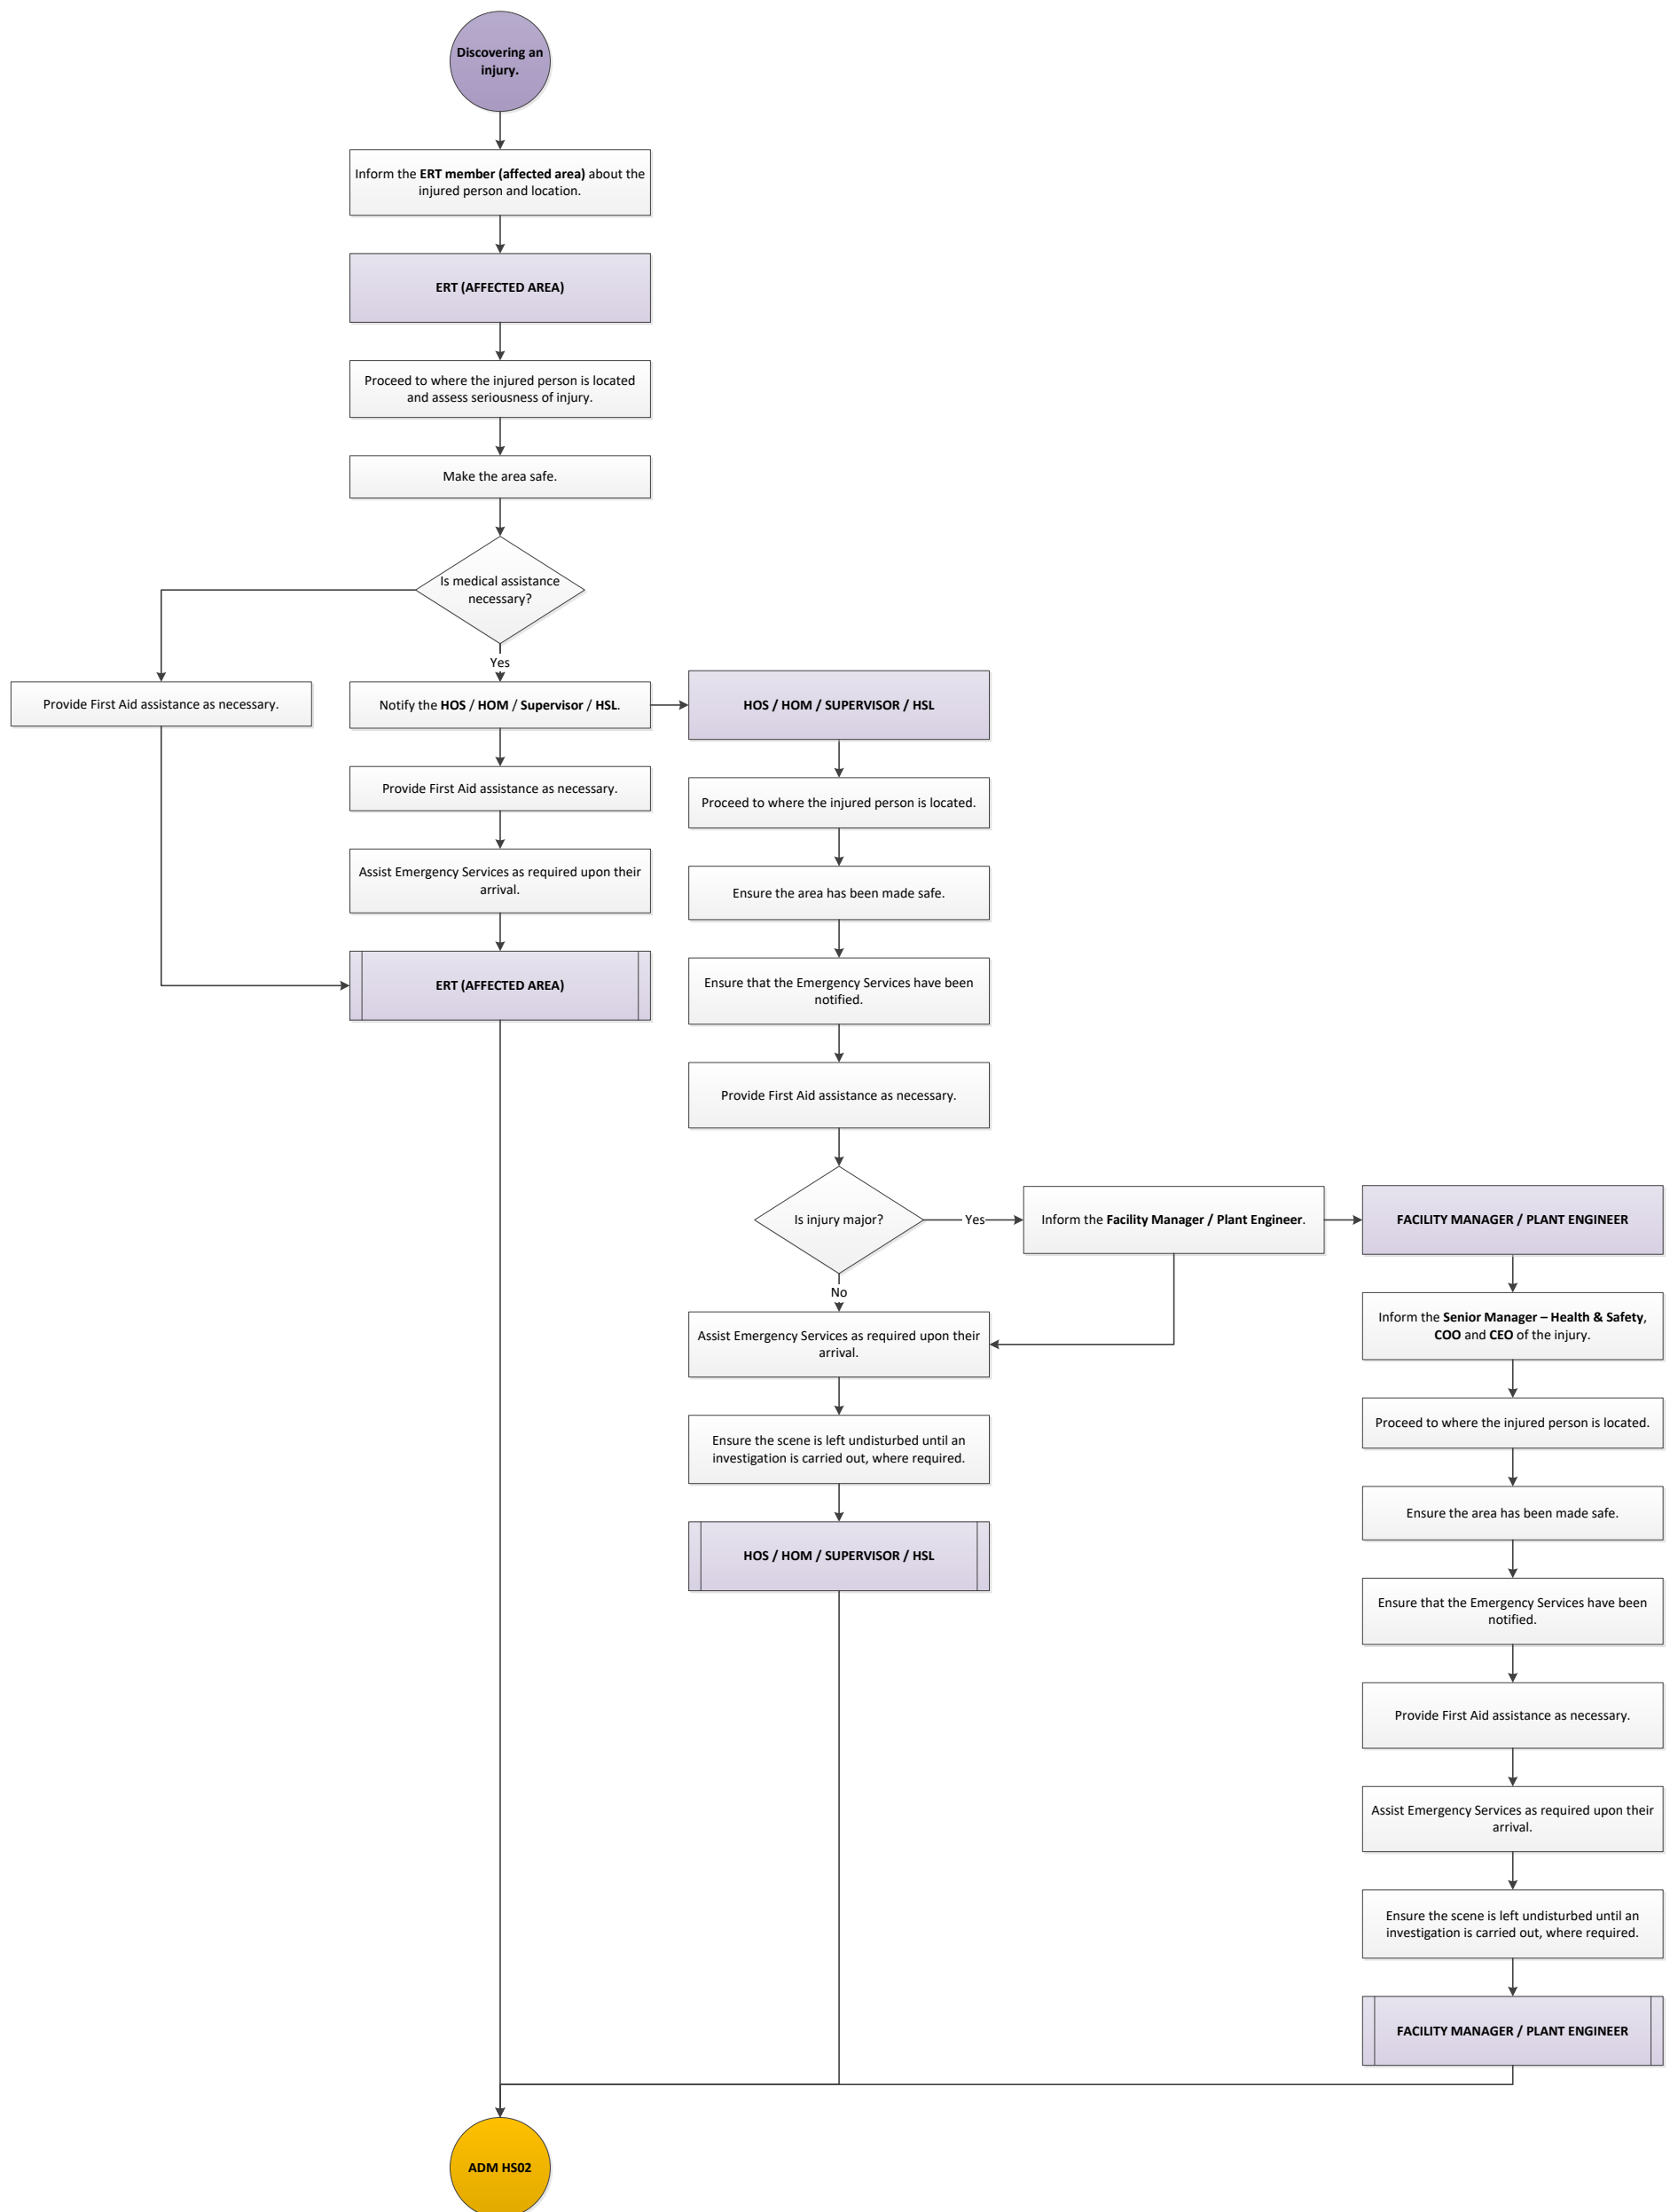 Discovering an
injury.
Inform the ERT member (affected area) about the
injured person and location.
ERT (AFFECTED AREA)
Proceed to where the injured person is located
and assess seriousness of injury.
Make the area safe.
Is medical assistance
necessary?
Yes
Provide First Aid assistance as necessary.
Notify the HOS / HOM / Supervisor / HSL.
Provide First Aid assistance as necessary.
Assist Emergency Services as required upon their
arrival.
ERT (AFFECTED AREA)
HOS / HOM / SUPERVISOR / HSL
Proceed to where the injured person is located.
Ensure the area has been made safe.
Ensure that the Emergency Services have been
notified.
Provide First Aid assistance as necessary.
Is injury major?
Yes
No
Inform the Facility Manager / Plant Engineer.
Assist Emergency Services as required upon their
arrival.
Ensure the scene is left undisturbed until an
investigation is carried out, where required.
HOS / HOM / SUPERVISOR / HSL
FACILITY MANAGER / PLANT ENGINEER
Inform the Senior Manager – Health & Safety,
COO and CEO of the injury.
Proceed to where the injured person is located.
Ensure the area has been made safe.
Ensure that the Emergency Services have been
notified.
Provide First Aid assistance as necessary.
Assist Emergency Services as required upon their
arrival.
Ensure the scene is left undisturbed until an
investigation is carried out, where required.
FACILITY MANAGER / PLANT ENGINEER
ADM HS02